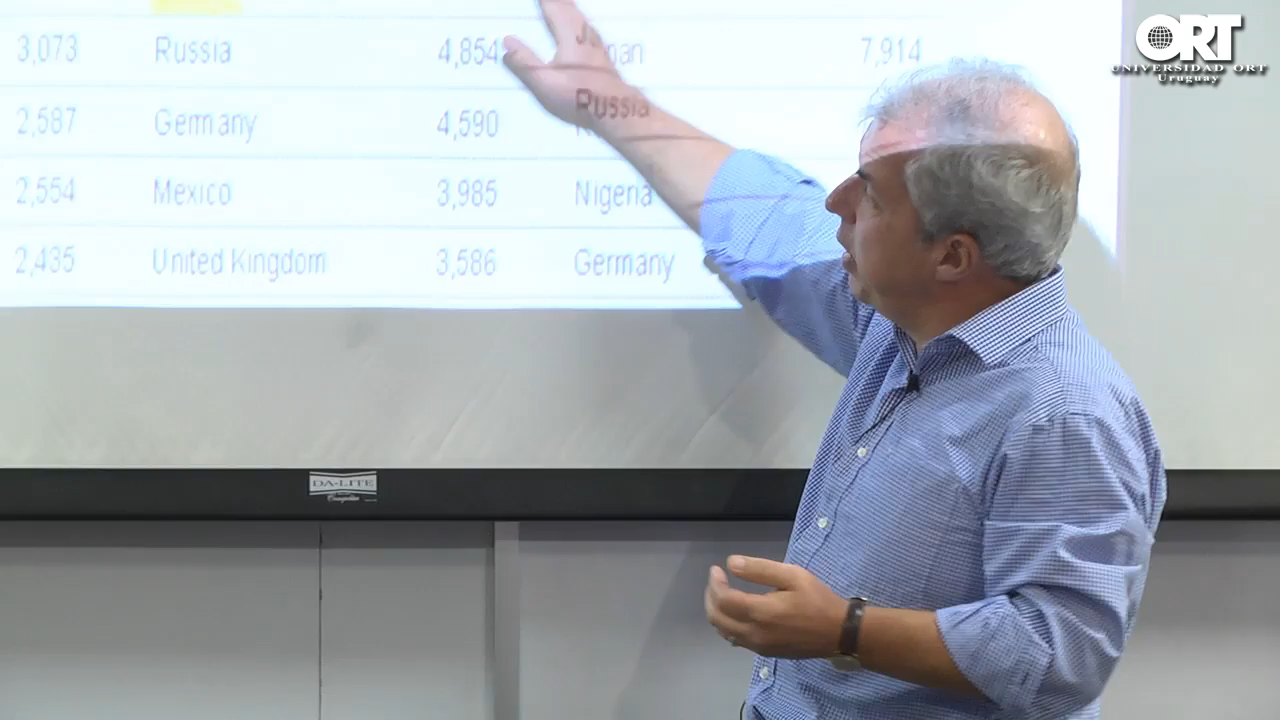 ORT
UNIVERSIDAD ORT
Uruguay
3,073 Russia 4,854 Japan 7,914
Russia
2,587 Germany 4,590
2,554 Mexico 3,985 Nigeria
2,435 United Kingdom 3,586 Germany
DA-LITE